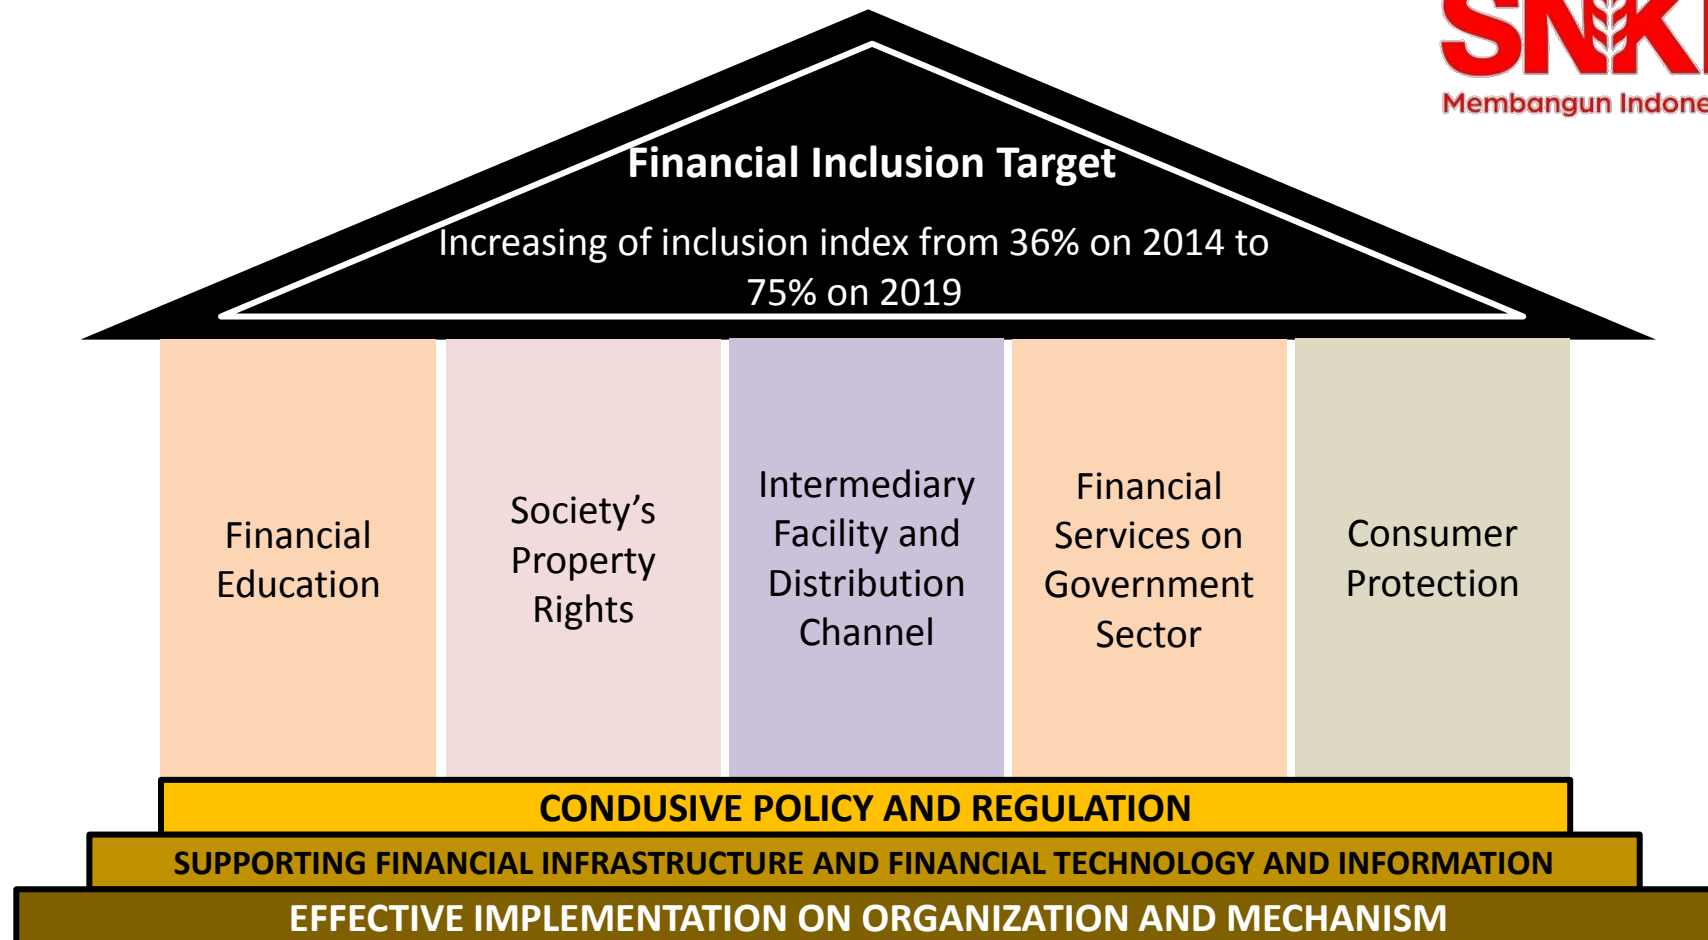 SNK
Membangun Indone
Financial Inclusion Target
Increasing of inclusion index from 36% on 2014 to
75% on 2019
Financial
Education
Society’s
Property
Rights
Intermediary
Facility and
Distribution
Channel
Financial
Services on
Government
Sector
Consumer
Protection
CONDUSIVE POLICY AND REGULATION
SUPPORTING FINANCIAL INFRASTRUCTURE AND FINANCIAL TECHNOLOGY AND INFORMATION
EFFECTIVE IMPLEMENTATION ON ORGANIZATION AND MECHANISM